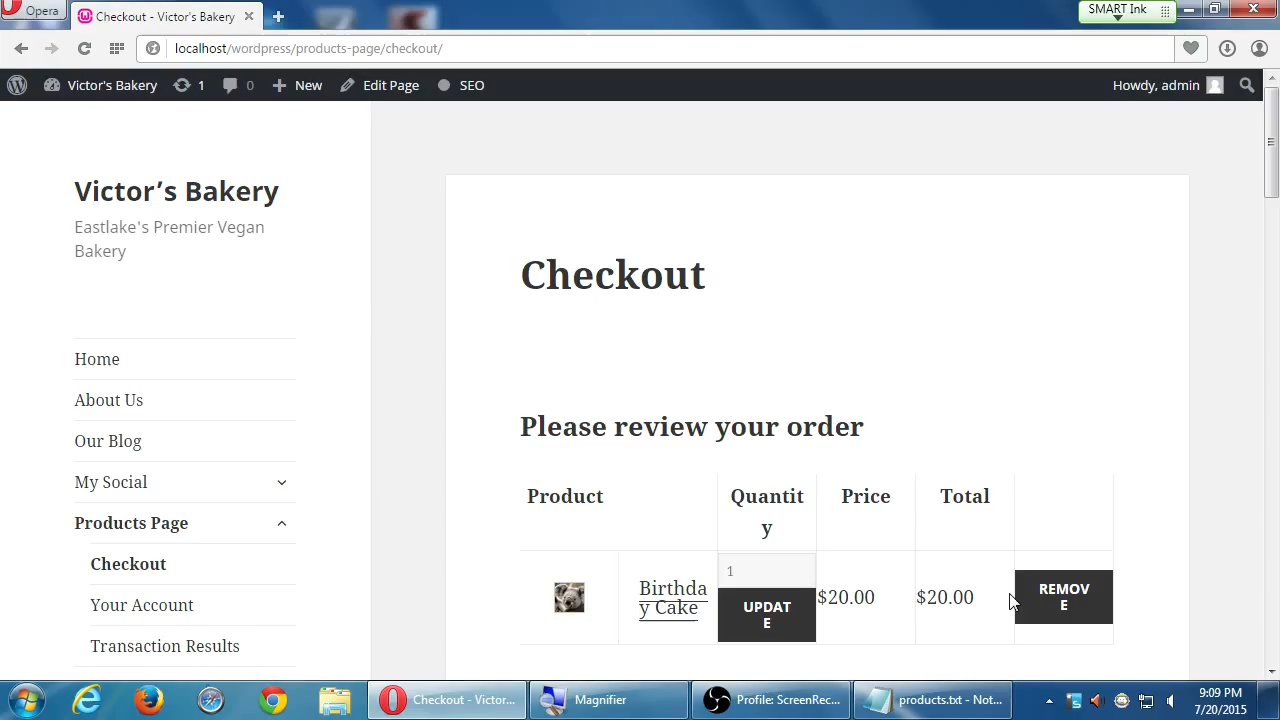 Opera
Checkout - Victor's Bakery
SMART Ink
localhost/wordpress/products-page/checkout/
Victor's Bakery
1
0
New
Edit Page
SEO
Howdy, admin
Victor’s Bakery
Eastlake's Premier Vegan
Bakery
Home
About Us
Our Blog
My Social
Products Page
Checkout
Your Account
Transaction Results
Checkout
Please review your order
Product
Quantit
y
Price
Total
Birthda
y Cake
1
UPDAT
E
$20.00
$20.00
REMOV
E
Checkout - Victor...
Magnifier
Profile: ScreenRec...
products.txt - Not...
9:09 PM
7/20/2015